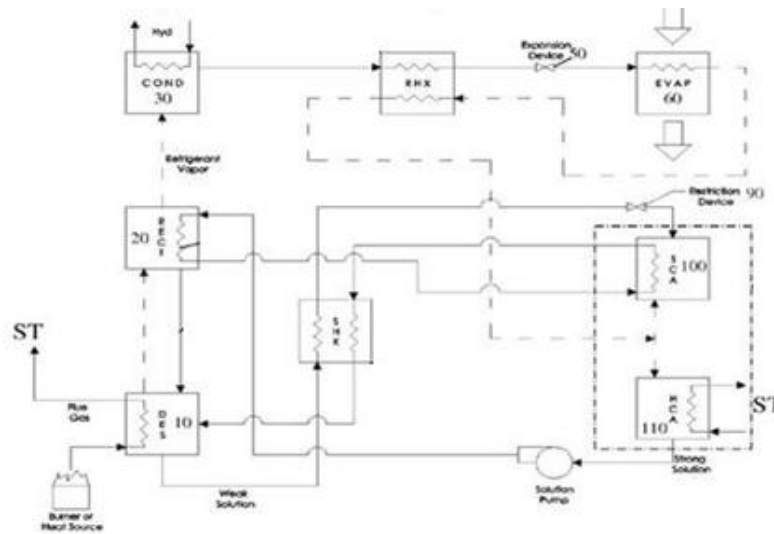 Hyd
COND
30
RHX
Expansion
Device
50
EVAP
60
Refrigerant
Vapor
Restriction
Device
90
RECT
20
SCA
100
SHX
ST
Flue
Gas
DES
10
HCA
110
ST
Burner or
Heat Source
Weak
Solution
Solution
Pump
Strong
Solution